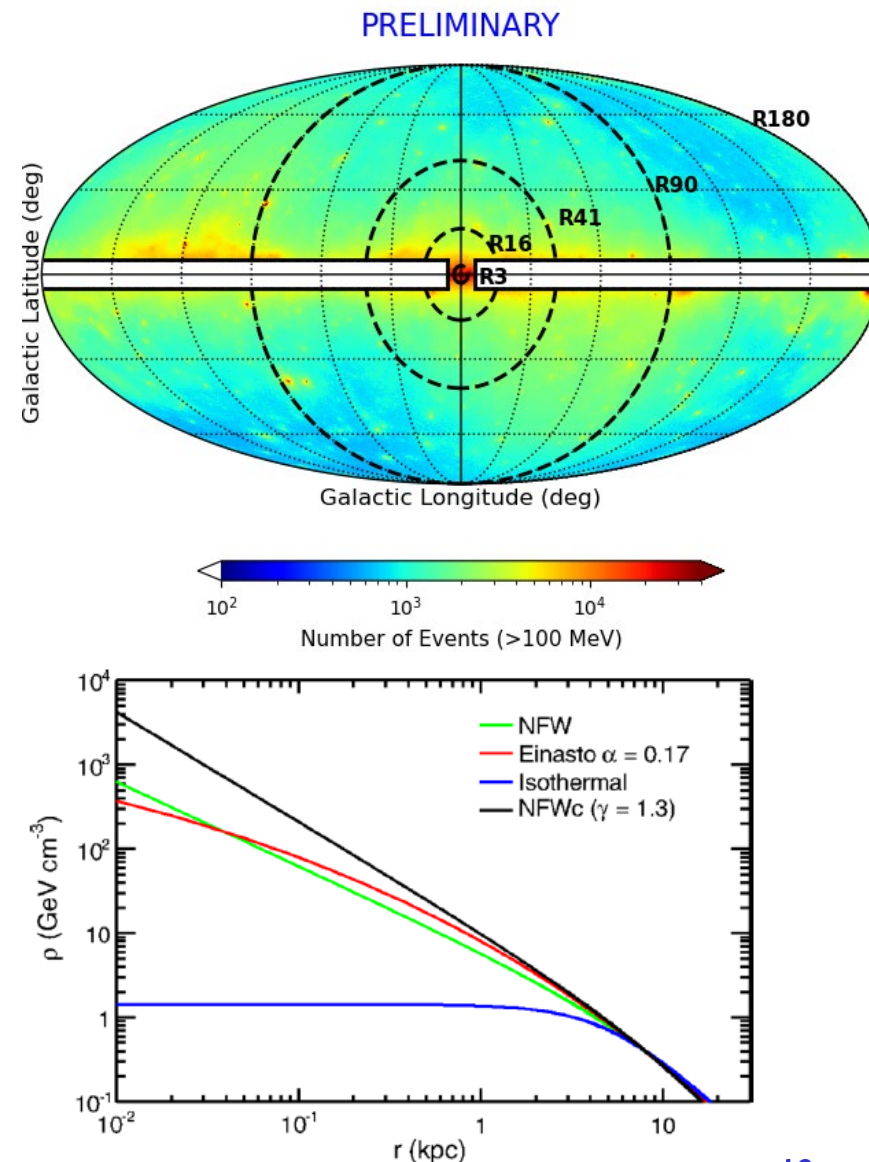 PRELIMINARY
R180
R90
R41
R16
R3
Galactic Latitude (deg)
Galactic Longitude (deg)
10² 10³ 10⁴
Number of Events (>100 MeV)
10⁴
10³
10²
10
1
10⁻¹
ρ (GeV cm⁻³)
NFW
Einasto α = 0.17
Isothermal
NFWc (γ = 1.3)
10⁻² 10⁻¹ 1 10
r (kpc)